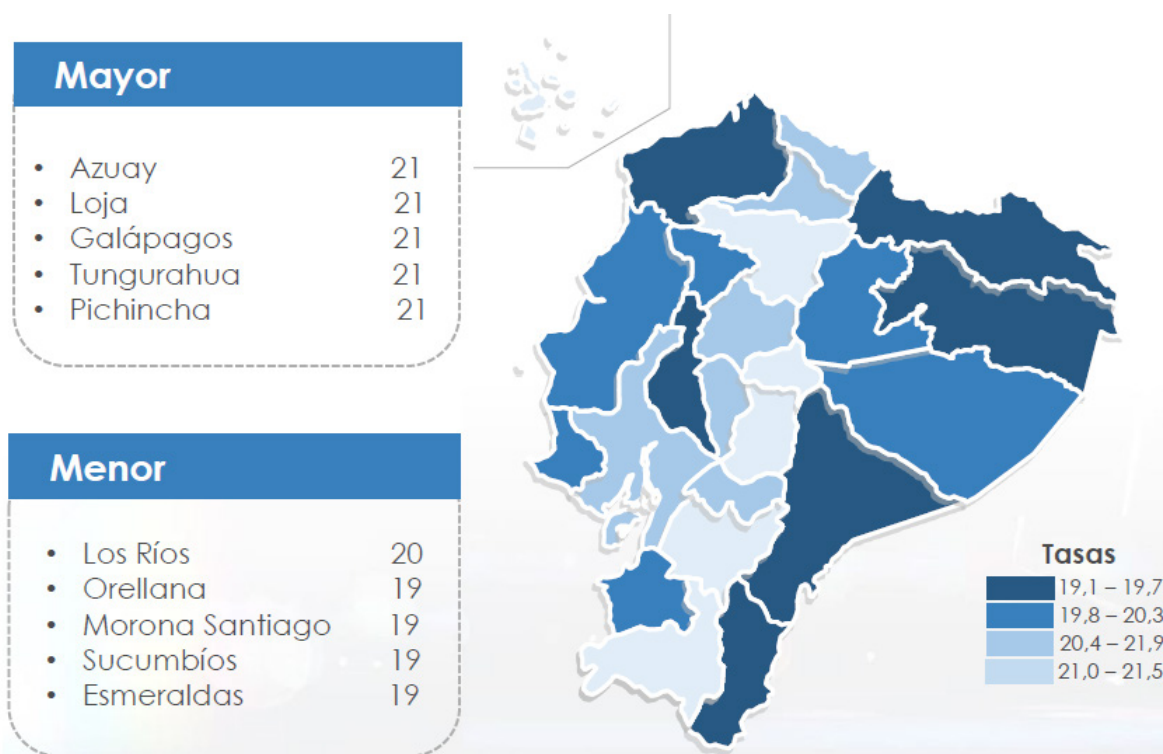 Mayor
• Azuay 21
• Loja 21
• Galápagos 21
• Tungurahua 21
• Pichincha 21
Menor
• Los Ríos 20
• Orellana 19
• Morona Santiago 19
• Sucumbíos 19
• Esmeraldas 19
Tasas
19,1 – 19,7
19,8 – 20,3
20,4 – 21,9
21,0 – 21,5